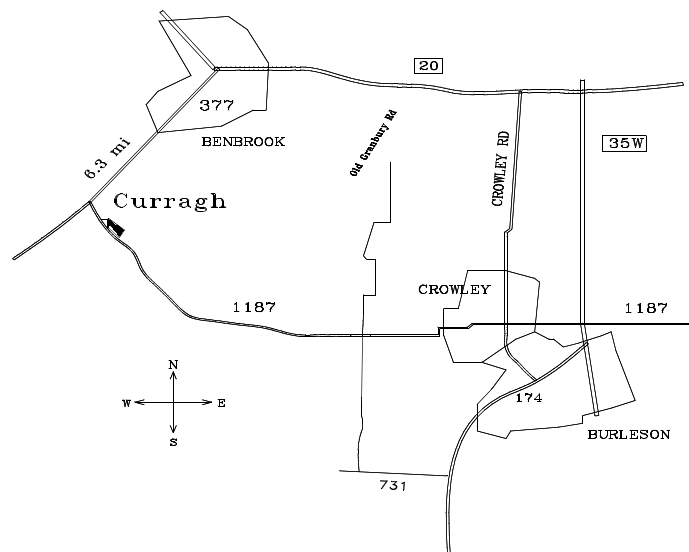 20
377
Old Granbury Rd
BENBROOK
CROWLEY RD
35W
6.3 mi
Curragh
CROWLEY
1187
1187
N
W
E
S
174
BURLESON
731